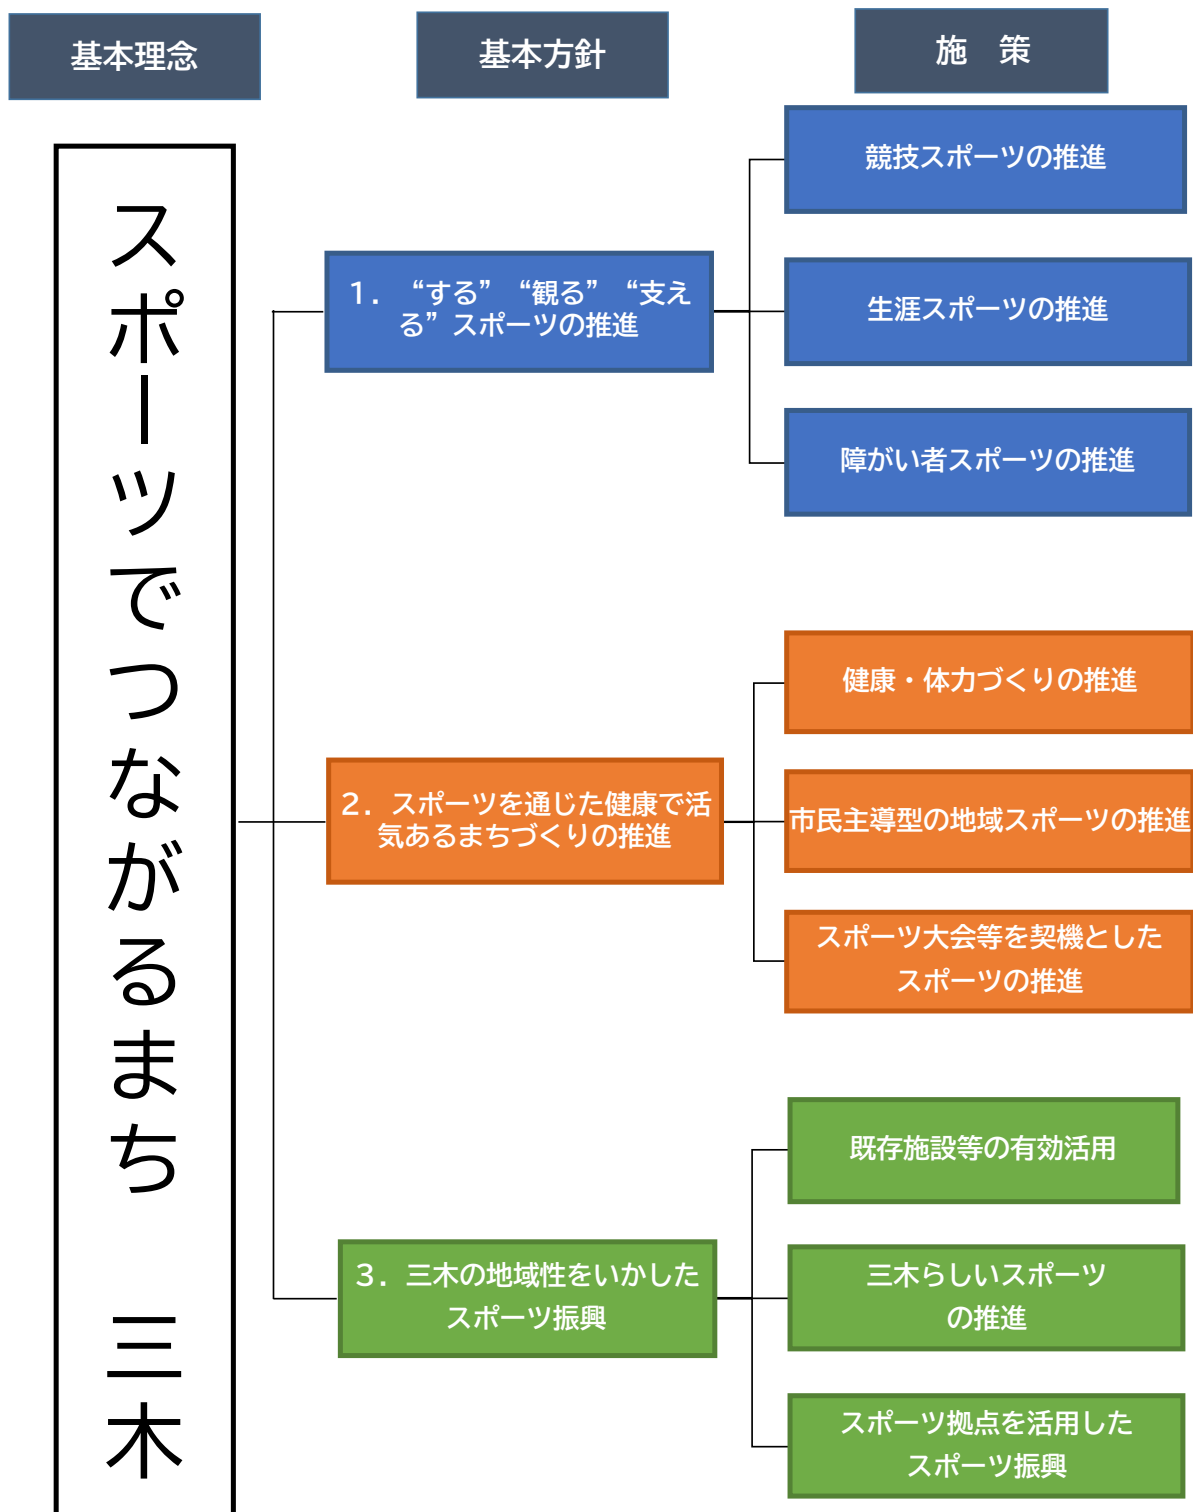 基本理念
基本方針
施　策
スポーツでつながるまち　三木
1． “する” “観る” “支え
る”スポーツの推進
競技スポーツの推進
生涯スポーツの推進
障がい者スポーツの推進
2．スポーツを通じた健康で活
気あるまちづくりの推進
健康・体力づくりの推進
市民主導型の地域スポーツの推進
スポーツ大会等を契機とした
スポーツの推進
3．三木の地域性をいかした
スポーツ振興
既存施設等の有効活用
三木らしいスポーツ
の推進
スポーツ拠点を活用した
スポーツ振興